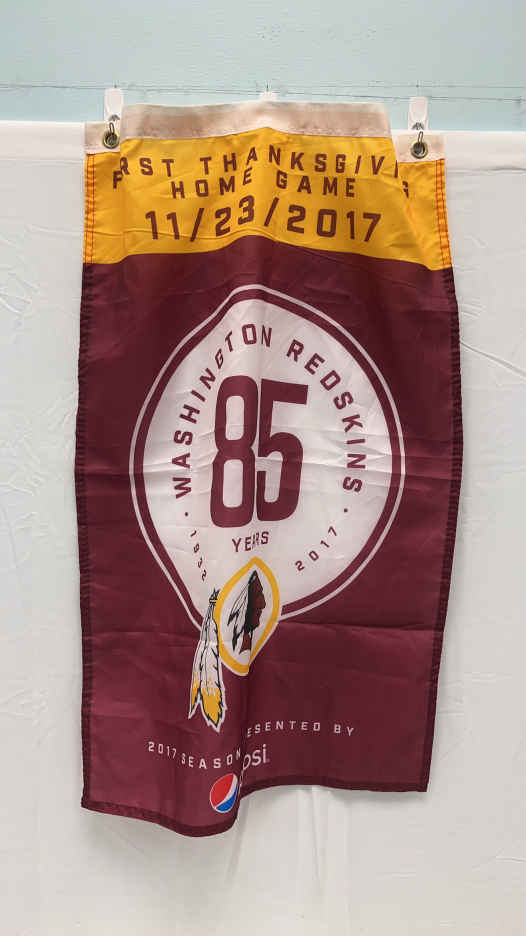 F RST THANKSGIVI G
HOME GAME
11/23/2017
WASHINGTON REDSKINS
85
YEARS
1932
2017
2017 SEASON ESENTED BY
psi